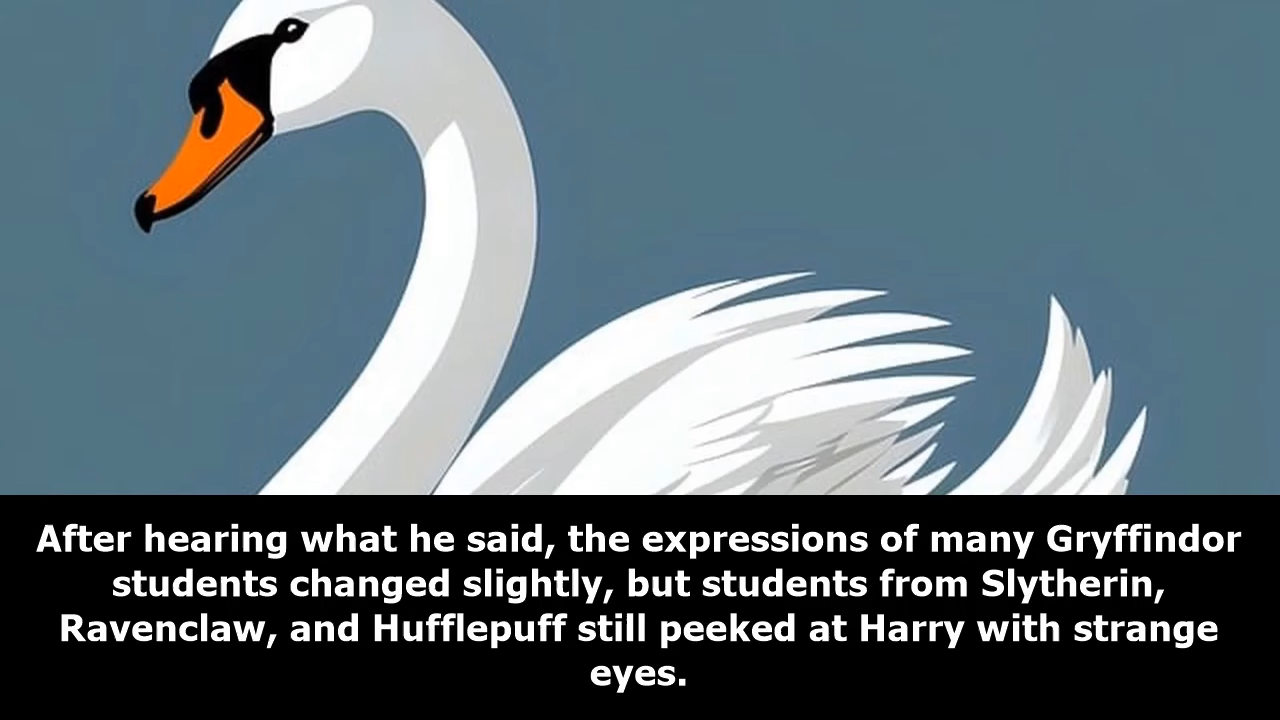 After hearing what he said, the expressions of many Gryffindor
students changed slightly, but students from Slytherin,
Ravenclaw, and Hufflepuff still peeked at Harry with strange
eyes.